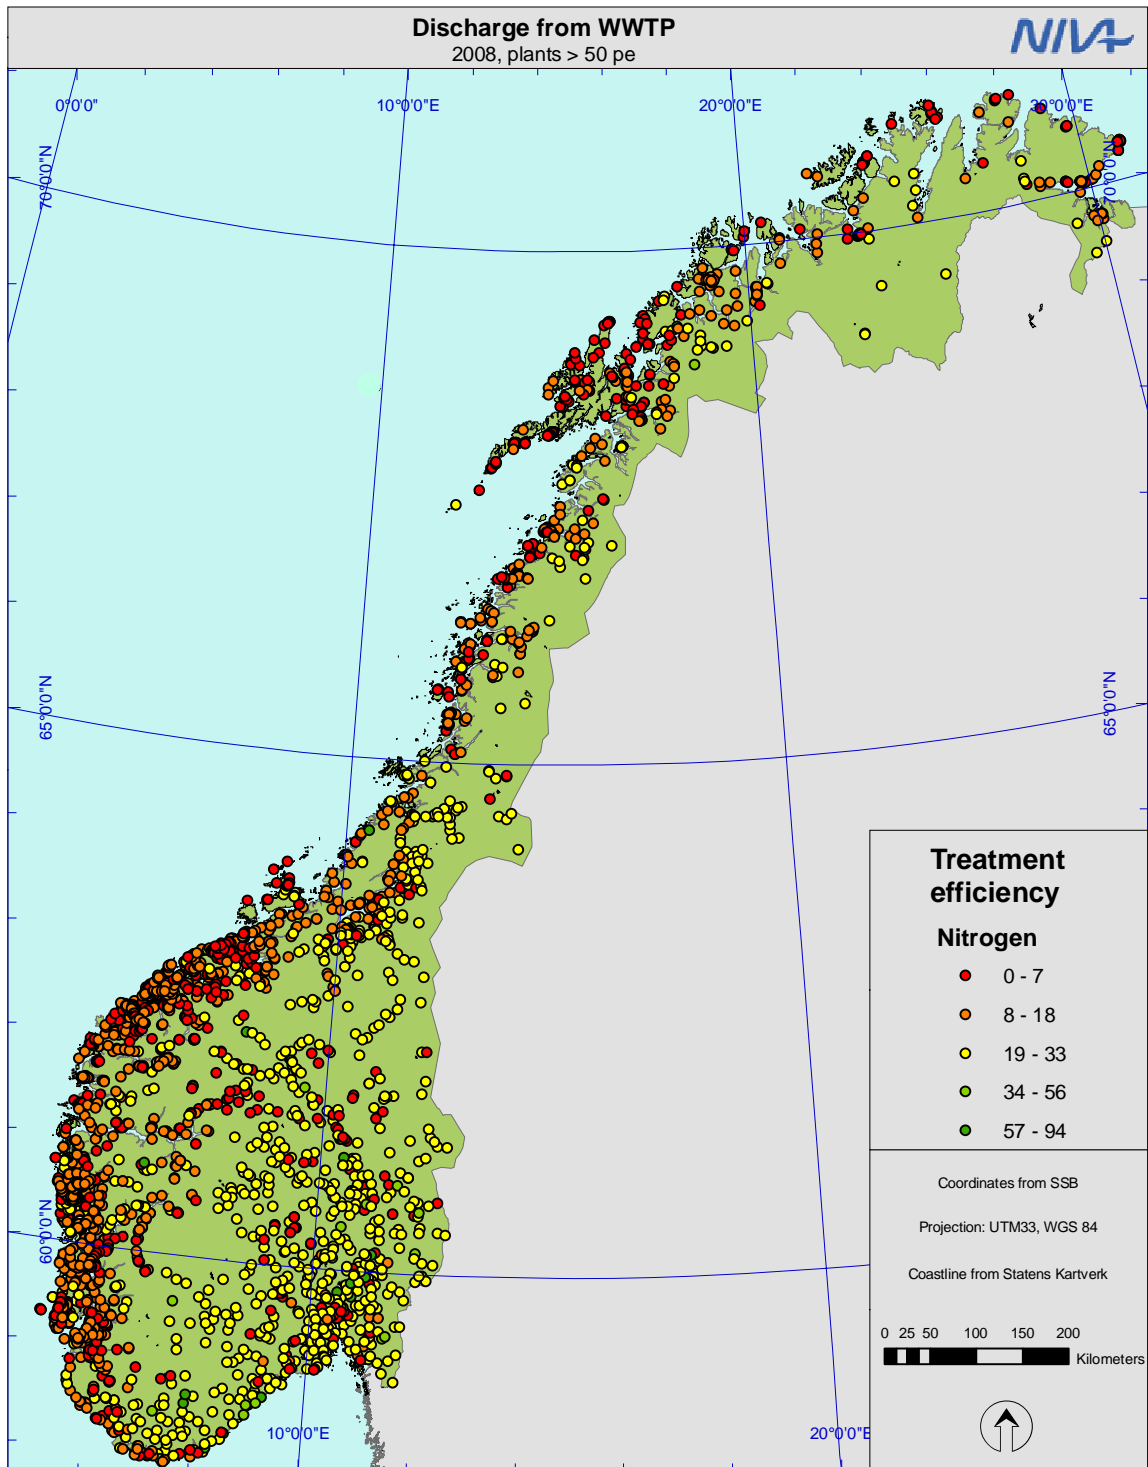 Discharge from WWTP
2008, plants > 50 pe
NIVA
0°0'0"
10°0'0"E
20°0'0"E
30°0'0"E
70°0'0"N
70°0'0"N
65°0'0"N
65°0'0"N
60°0'0"N
10°0'0"E
20°0'0"E
Treatment
efficiency
Nitrogen
0 - 7
8 - 18
19 - 33
34 - 56
57 - 94
Coordinates from SSB
Projection: UTM33, WGS 84
Coastline from Statens Kartverk
0 25 50 100 150 200
Kilometers